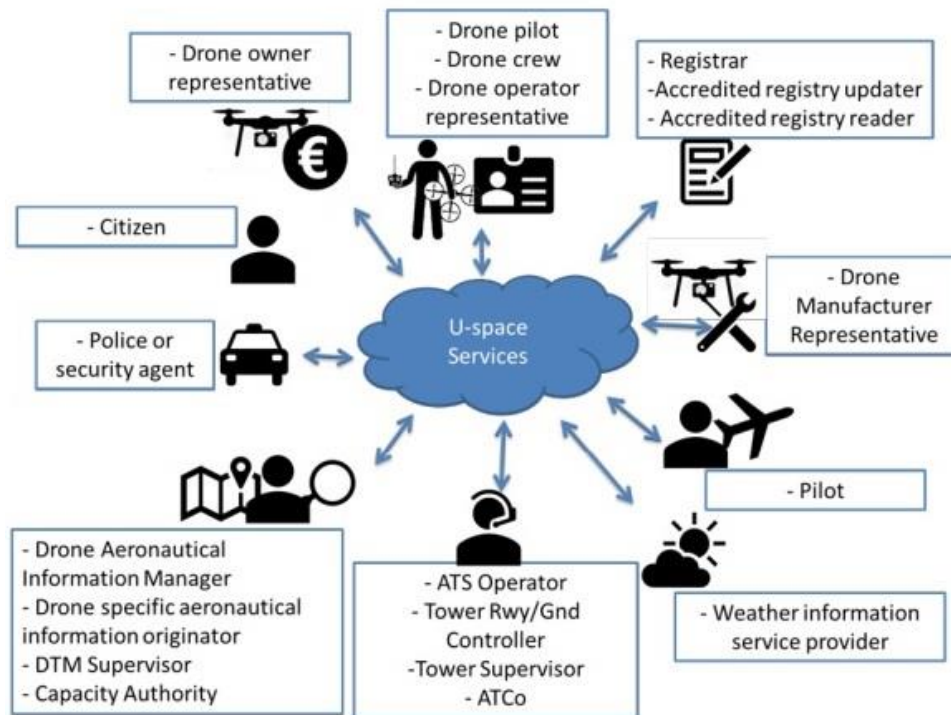 - Drone owner
representative
- Drone pilot
- Drone crew
- Drone operator
representative
- Registrar
-Accredited registry updater
- Accredited registry reader
- Citizen
- Drone
Manufacturer
Representative
U-space
Services
- Police or
security agent
- Pilot
- Drone Aeronautical
Information Manager
- Drone specific aeronautical
information originator
- DTM Supervisor
- Capacity Authority
- ATS Operator
- Tower Rwy/Gnd
Controller
-Tower Supervisor
- ATCo
- Weather information
service provider